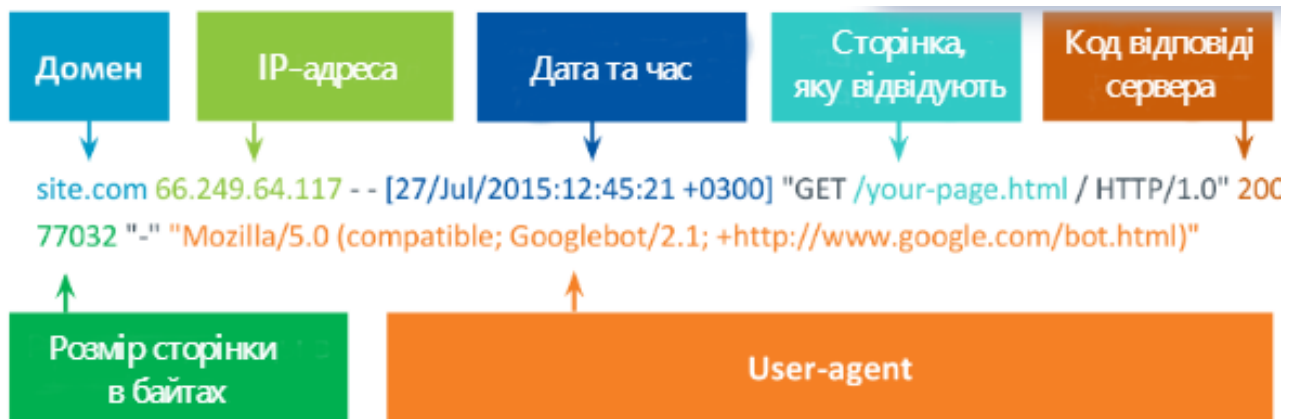 Домен
IP-адреса
Дата та час
Сторінка,
яку відвідують
Код відповіді
сервера
site.com 66.249.64.117 - - [27/Jul/2015:12:45:21 +0300] "GET /your-page.html / HTTP/1.0" 200
77032 "-" "Mozilla/5.0 (compatible; Googlebot/2.1; +http://www.google.com/bot.html)"
Розмір сторінки
в байтах
User-agent